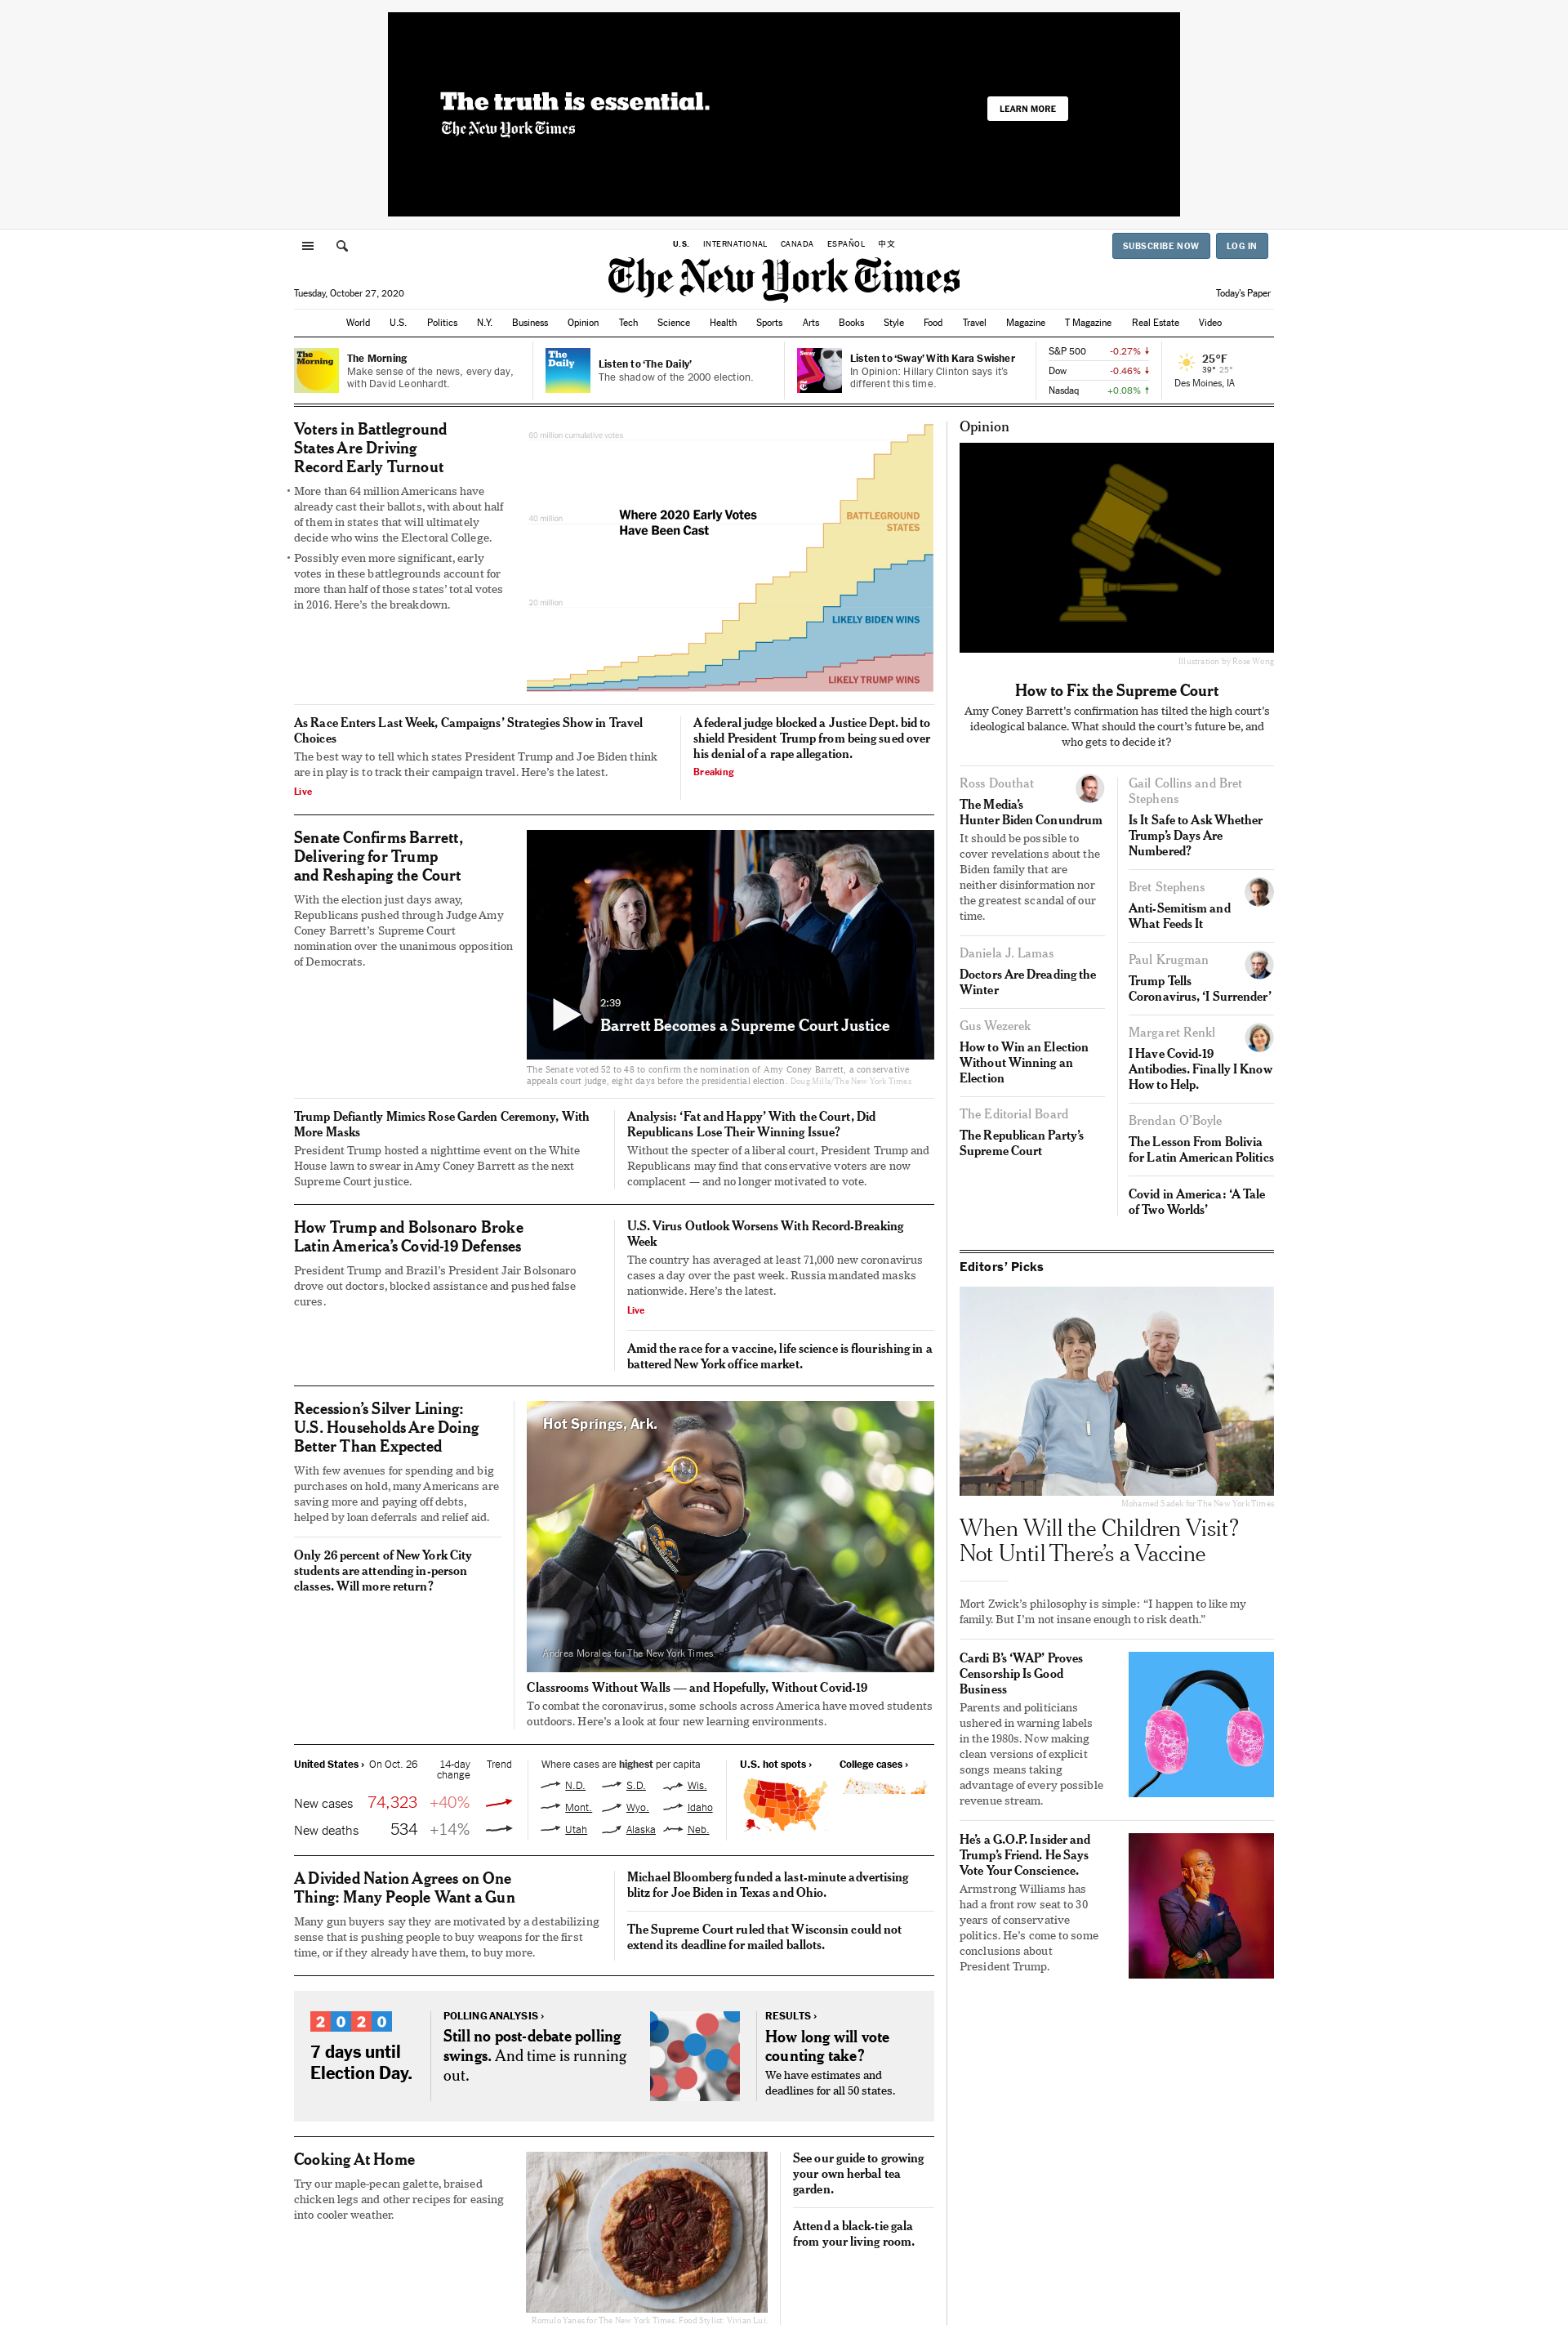 The truth is essential.
The New York Times
LEARN MORE
U.S. INTERNATIONAL CANADA ESPAÑOL 中文
SUBSCRIBE NOW LOG IN
The New York Times
Tuesday, October 27, 2020
Today's Paper
World U.S. Politics N.Y. Business Opinion Tech Science Health Sports Arts Books Style Food Travel Magazine T Magazine Real Estate Video
The Morning
The Morning
Make sense of the news, every day,
with David Leonhardt.
The Daily
Listen to ‘The Daily’
The shadow of the 2000 election.
Sway
Listen to ‘Sway’ With Kara Swisher
In Opinion: Hillary Clinton says it’s
different this time.
S&P 500 -0.27% ↓
Dow -0.46% ↓
Nasdaq +0.08% ↑
25°F
39° 25°
Des Moines, IA
Voters in Battleground
States Are Driving
Record Early Turnout
• More than 64 million Americans have
already cast their ballots, with about half
of them in states that will ultimately
decide who wins the Electoral College.
• Possibly even more significant, early
votes in these battlegrounds account for
more than half of those states’ total votes
in 2016. Here’s the breakdown.
60 million cumulative votes
40 million
20 million
Where 2020 Early Votes
Have Been Cast
BATTLEGROUND
STATES
LIKELY BIDEN WINS
LIKELY TRUMP WINS
As Race Enters Last Week, Campaigns’ Strategies Show in Travel
Choices
The best way to tell which states President Trump and Joe Biden think
are in play is to track their campaign travel. Here’s the latest.
Live
A federal judge blocked a Justice Dept. bid to
shield President Trump from being sued over
his denial of a rape allegation.
Breaking
Senate Confirms Barrett,
Delivering for Trump
and Reshaping the Court
With the election just days away,
Republicans pushed through Judge Amy
Coney Barrett’s Supreme Court
nomination over the unanimous opposition
of Democrats.
2:39
Barrett Becomes a Supreme Court Justice
The Senate voted 52 to 48 to confirm the nomination of Amy Coney Barrett, a conservative
appeals court judge, eight days before the presidential election. Doug Mills/The New York Times
Trump Defiantly Mimics Rose Garden Ceremony, With
More Masks
President Trump hosted a nighttime event on the White
House lawn to swear in Amy Coney Barrett as the next
Supreme Court justice.
Analysis: ‘Fat and Happy’ With the Court, Did
Republicans Lose Their Winning Issue?
Without the specter of a liberal court, President Trump and
Republicans may find that conservative voters are now
complacent — and no longer motivated to vote.
How Trump and Bolsonaro Broke
Latin America’s Covid-19 Defenses
President Trump and Brazil’s President Jair Bolsonaro
drove out doctors, blocked assistance and pushed false
cures.
U.S. Virus Outlook Worsens With Record-Breaking
Week
The country has averaged at least 71,000 new coronavirus
cases a day over the past week. Russia mandated masks
nationwide. Here’s the latest.
Live
Amid the race for a vaccine, life science is flourishing in a
battered New York office market.
Recession’s Silver Lining:
U.S. Households Are Doing
Better Than Expected
With few avenues for spending and big
purchases on hold, many Americans are
saving more and paying off debts,
helped by loan deferrals and relief aid.
Only 26 percent of New York City
students are attending in-person
classes. Will more return?
Hot Springs, Ark.
Andrea Morales for The New York Times
Classrooms Without Walls — and Hopefully, Without Covid-19
To combat the coronavirus, some schools across America have moved students
outdoors. Here’s a look at four new learning environments.
United States › On Oct. 26 14-day
change Trend
New cases 74,323 +40%
New deaths 534 +14%
Where cases are highest per capita
N.D. S.D. Wis.
Mont. Wyo. Idaho
Utah Alaska Neb.
U.S. hot spots ›
College cases ›
A Divided Nation Agrees on One
Thing: Many People Want a Gun
Many gun buyers say they are motivated by a destabilizing
sense that is pushing people to buy weapons for the first
time, or if they already have them, to buy more.
Michael Bloomberg funded a last-minute advertising
blitz for Joe Biden in Texas and Ohio.
The Supreme Court ruled that Wisconsin could not
extend its deadline for mailed ballots.
2020
7 days until
Election Day.
POLLING ANALYSIS ›
Still no post-debate polling
swings. And time is running
out.
RESULTS ›
How long will vote
counting take?
We have estimates and
deadlines for all 50 states.
Cooking At Home
Try our maple-pecan galette, braised
chicken legs and other recipes for easing
into cooler weather.
Romulo Yanes for The New York Times. Food Stylist: Vivian Lui.
See our guide to growing
your own herbal tea
garden.
Attend a black-tie gala
from your living room.
Opinion
Illustration by Rose Wong
How to Fix the Supreme Court
Amy Coney Barrett’s confirmation has tilted the high court’s
ideological balance. What should the court’s future be, and
who gets to decide it?
Ross Douthat
The Media’s
Hunter Biden Conundrum
It should be possible to
cover revelations about the
Biden family that are
neither disinformation nor
the greatest scandal of our
time.
Daniela J. Lamas
Doctors Are Dreading the
Winter
Gus Wezerek
How to Win an Election
Without Winning an
Election
The Editorial Board
The Republican Party’s
Supreme Court
Gail Collins and Bret
Stephens
Is It Safe to Ask Whether
Trump’s Days Are
Numbered?
Bret Stephens
Anti-Semitism and
What Feeds It
Paul Krugman
Trump Tells
Coronavirus, ‘I Surrender’
Margaret Renkl
I Have Covid-19
Antibodies. Finally I Know
How to Help.
Brendan O’Boyle
The Lesson From Bolivia
for Latin American Politics
Covid in America: ‘A Tale
of Two Worlds’
Editors’ Picks
Mohamed Sadek for The New York Times
When Will the Children Visit?
Not Until There’s a Vaccine
Mort Zwick’s philosophy is simple: “I happen to like my
family. But I’m not insane enough to risk death.”
Cardi B’s ‘WAP’ Proves
Censorship Is Good
Business
Parents and politicians
ushered in warning labels
in the 1980s. Now making
clean versions of explicit
songs means taking
advantage of every possible
revenue stream.
He’s a G.O.P. Insider and
Trump’s Friend. He Says
Vote Your Conscience.
Armstrong Williams has
had a front row seat to 30
years of conservative
politics. He’s come to some
conclusions about
President Trump.